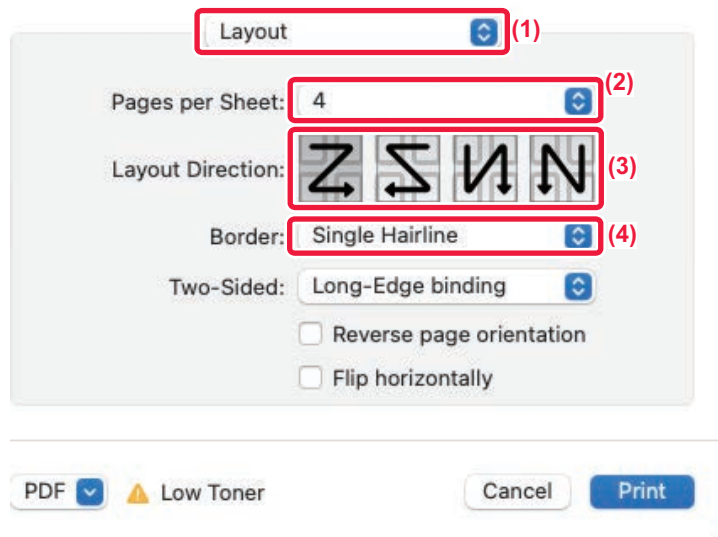 Layout (1)
Pages per Sheet: 4 (2)
Layout Direction: (3)
Border: Single Hairline (4)
Two-Sided: Long-Edge binding
Reverse page orientation
Flip horizontally
PDF Low Toner Cancel Print